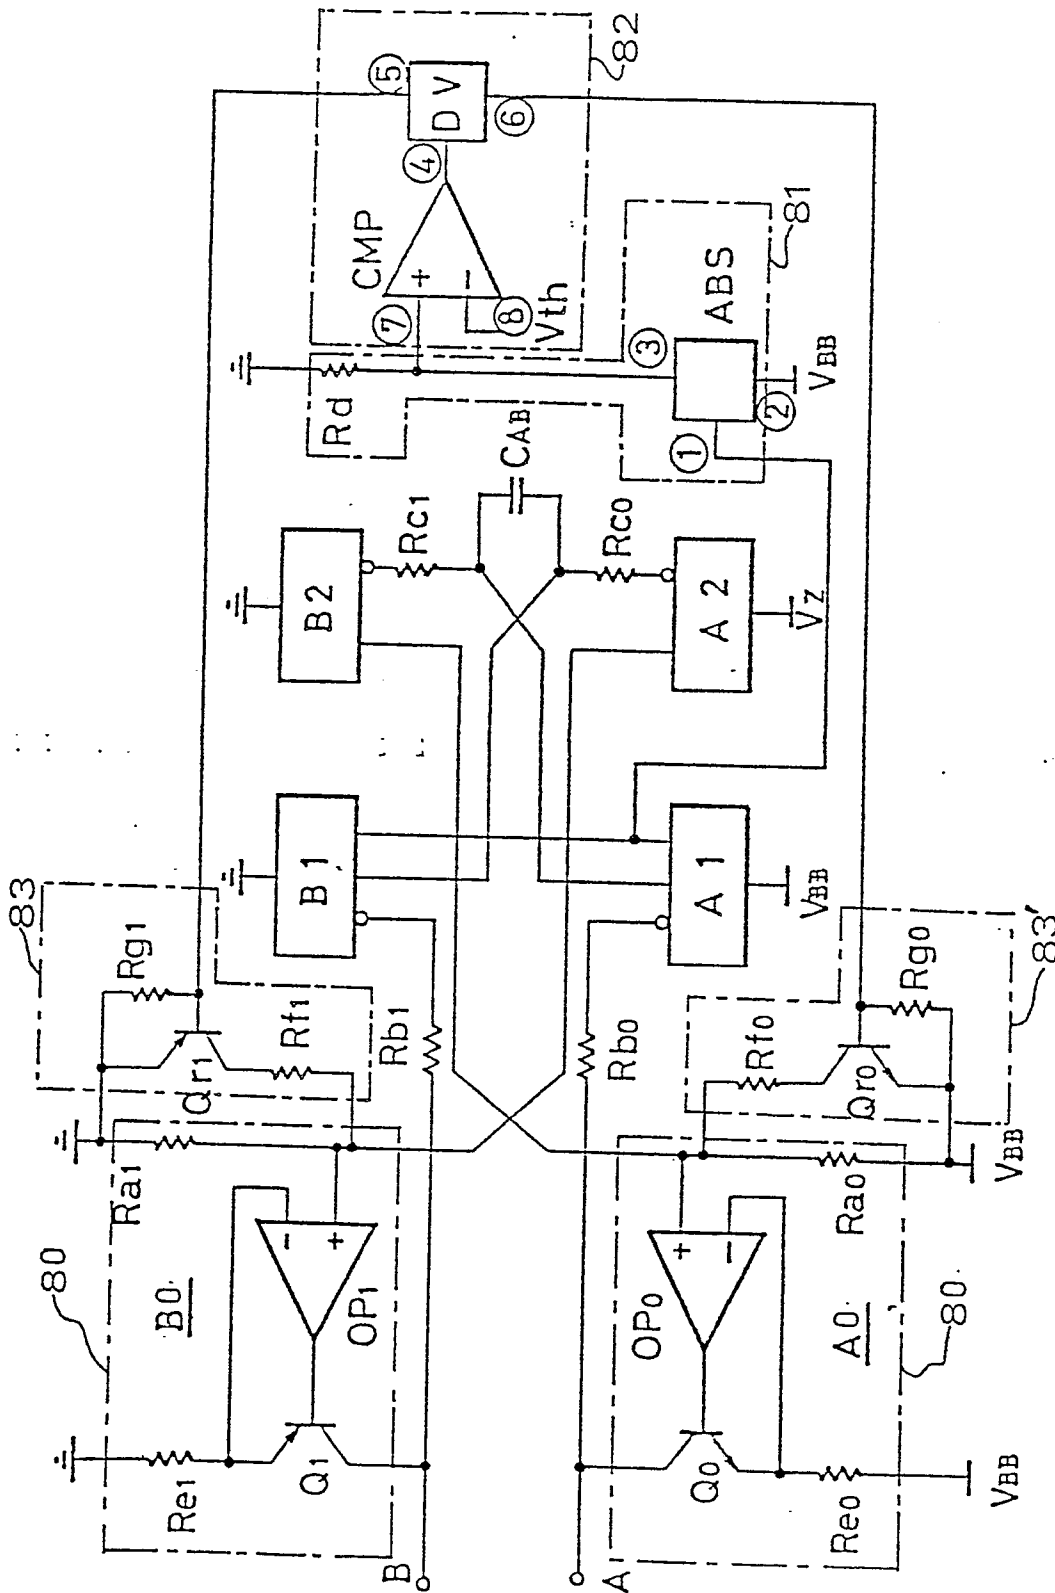 82
⑤
D V
④
⑥
CMP
+
−
⑦
⑧
Vth
81
③
ABS
Rd
①
②
VBB
CAB
B2
Rc1
Rc0
A2
VZ
B1
A1
VBB
83
Rg1
Qr1
Rf1
Rb1
Rb0
Rf0
Qr0
Rg0
83'
VBB
Ra1
Ra0
80
B0
−
+
OP1
OP0
+
−
A0
80'
Re1
Q1
Q0
Re0
VBB
B
A